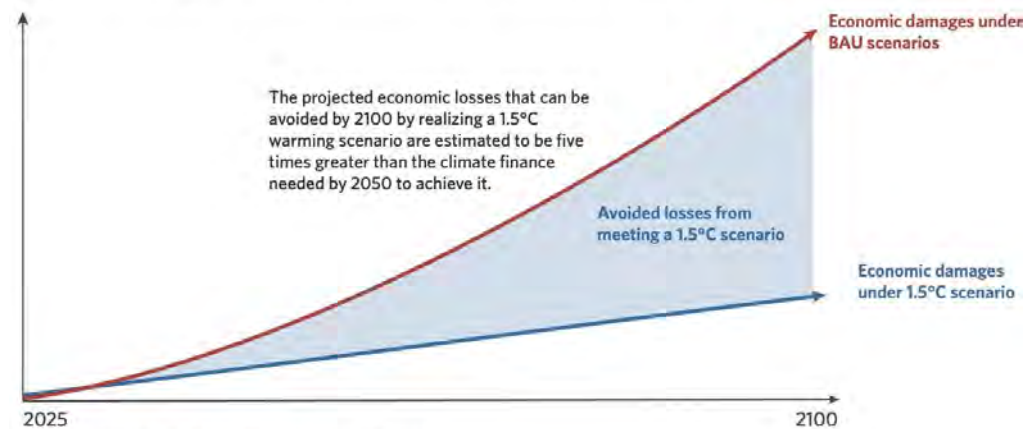 Economic damages under
BAU scenarios
The projected economic losses that can be
avoided by 2100 by realizing a 1.5°C
warming scenario are estimated to be five
times greater than the climate finance
needed by 2050 to achieve it.
Avoided losses from
meeting a 1.5°C scenario
Economic damages
under 1.5°C scenario
2025
2100